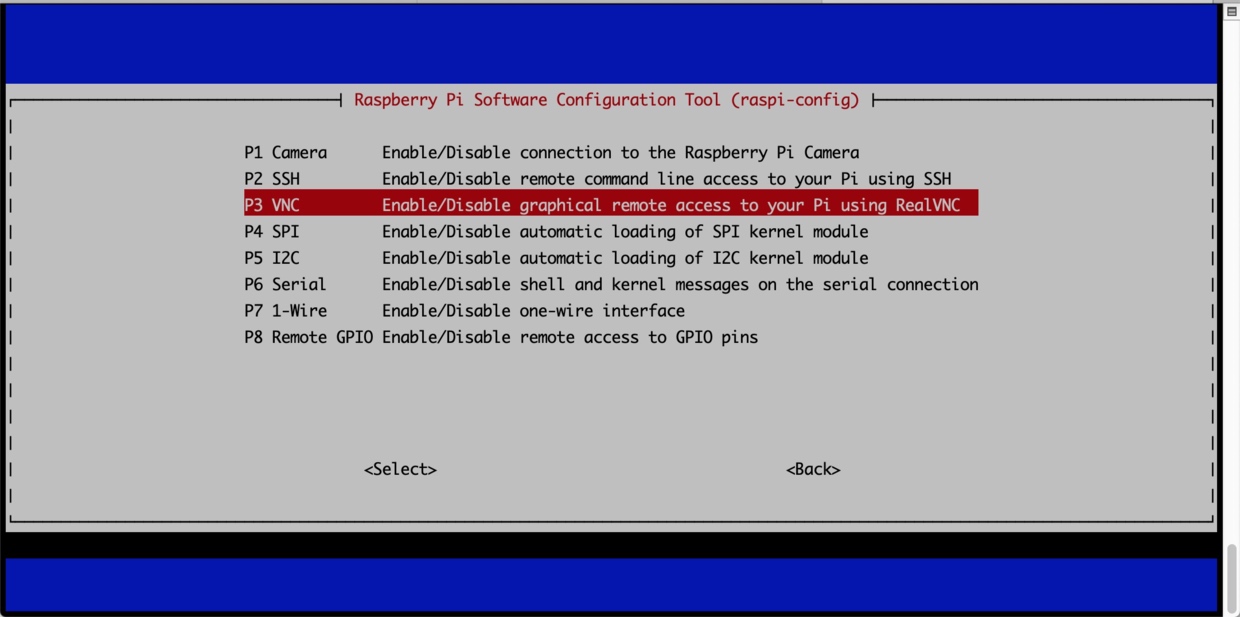 Raspberry Pi Software Configuration Tool (raspi-config)
P1 Camera Enable/Disable connection to the Raspberry Pi Camera
P2 SSH Enable/Disable remote command line access to your Pi using SSH
P3 VNC Enable/Disable graphical remote access to your Pi using RealVNC
P4 SPI Enable/Disable automatic loading of SPI kernel module
P5 I2C Enable/Disable automatic loading of I2C kernel module
P6 Serial Enable/Disable shell and kernel messages on the serial connection
P7 1-Wire Enable/Disable one-wire interface
P8 Remote GPIO Enable/Disable remote access to GPIO pins
<Select> <Back>